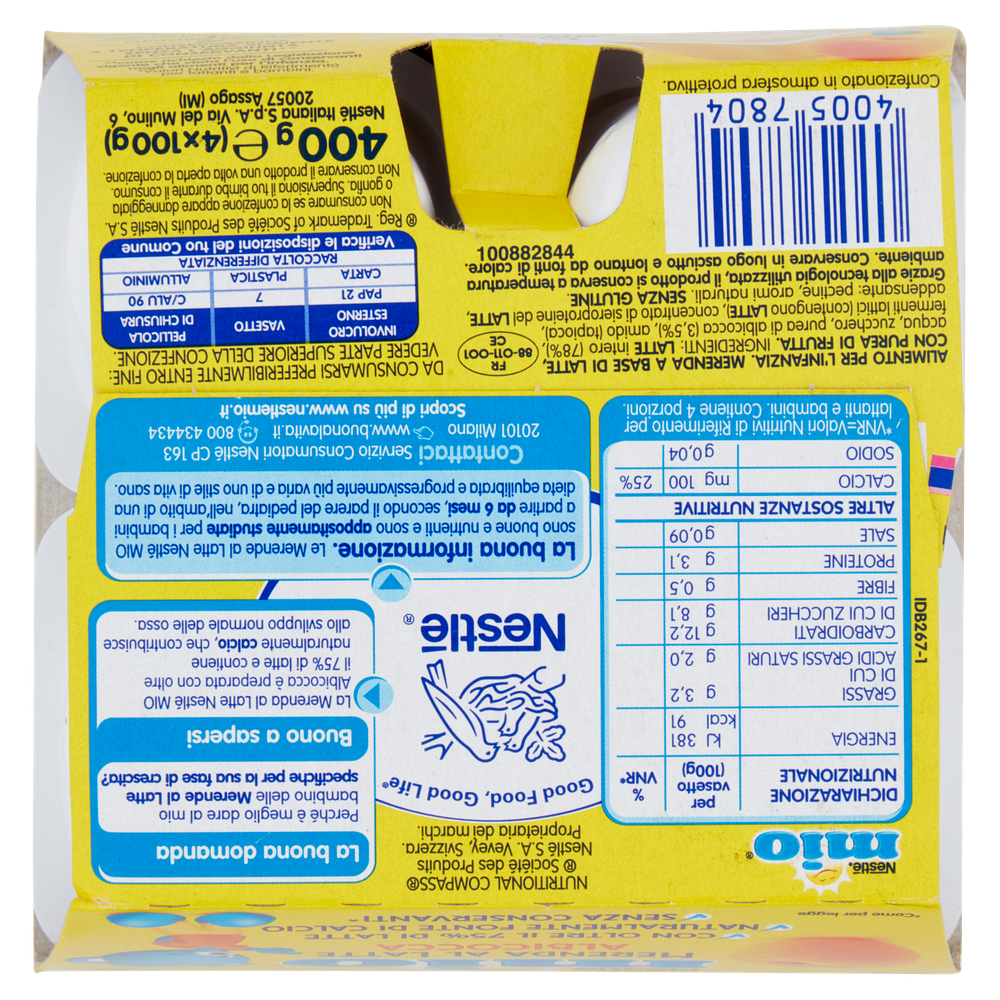 MERENDA AL LATTE
ALBICOCCA
✓CON OLTRE IL 75% DI LATTE
✓NATURALMENTE FONTE DI CALCIO
✓SENZA CONSERVANTI*
*Come per legge
Nestlé.
mio®
DICHIARAZIONE NUTRIZIONALE per vasetto (100g) % VNR*
ENERGIA kJ 381
kcal 91
GRASSI g 3,2
DI CUI
ACIDI GRASSI SATURI g 2,0
CARBOIDRATI g 12,2
DI CUI ZUCCHERI g 8,1
FIBRE g 0,5
PROTEINE g 3,1
SALE g 0,09
ALTRE SOSTANZE NUTRITIVE
CALCIO mg 100 25%
SODIO g 0,04
*VNR=Valori Nutritivi di Riferimento per
lattanti e bambini. Contiene 4 porzioni.
IDB267-1
NUTRITIONAL COMPASS®
® Société des Produits
Nestlé S.A., Vevey, Svizzera.
Proprietaria dei marchi.
Good Food, Good Life®
Nestlé®
La buona domanda
Perché è meglio dare al mio
bambino delle Merende al Latte
specifiche per la sua fase di crescita?
Buono a sapersi
La Merenda al Latte Nestlé MIO
Albicocca è preparata con oltre
il 75% di latte e contiene
naturalmente calcio, che contribuisce
allo sviluppo normale delle ossa.
La buona informazione. Le Merende al Latte Nestlé MIO
sono buone e nutrienti e sono appositamente studiate per i bambini
a partire da 6 mesi, secondo il parere del pediatra, nell'ambito di una
dieta equilibrata e progressivamente più varia e di uno stile di vita sano.
Contattaci Servizio Consumatori Nestlé CP 163
20101 Milano www.buonalavita.it 800 434434
Scopri di più su www.nestlemio.it
ALIMENTO PER L'INFANZIA. MERENDA A BASE DI LATTE
CON PUREA DI FRUTTA. INGREDIENTI: LATTE intero (78%),
acqua, zucchero, purea di albicocca (3,5%), amido (tapioca),
fermenti lattici (contengono LATTE), concentrato di sieroproteine del LATTE,
addensante: pectine, aromi naturali. SENZA GLUTINE.
Grazie alla tecnologia utilizzata, il prodotto si conserva a temperatura
ambiente. Conservare in luogo asciutto e lontano da fonti di calore.
FR
88-011-001
CE
100882844
4005 7804
Confezionato in atmosfera protettiva.
DA CONSUMARSI PREFERIBILMENTE ENTRO FINE:
VEDERE PARTE SUPERIORE DELLA CONFEZIONE.
INVOLUCRO ESTERNO VASETTO PELLICOLA DI CHIUSURA
PAP 21 7 C/ALU 90
CARTA PLASTICA ALLUMINIO
RACCOLTA DIFFERENZIATA
Verifica le disposizioni del tuo Comune
® Reg. Trademark of Société des Produits Nestlé S.A.
Non consumare se la confezione appare danneggiata
o gonfia. Supervisiona il tuo bimbo durante il consumo.
Non conservare il prodotto una volta aperta la confezione.
400g ℮ (4x100g)
Nestlé Italiana S.p.A. Via del Mulino, 6
20057 Assago (MI)